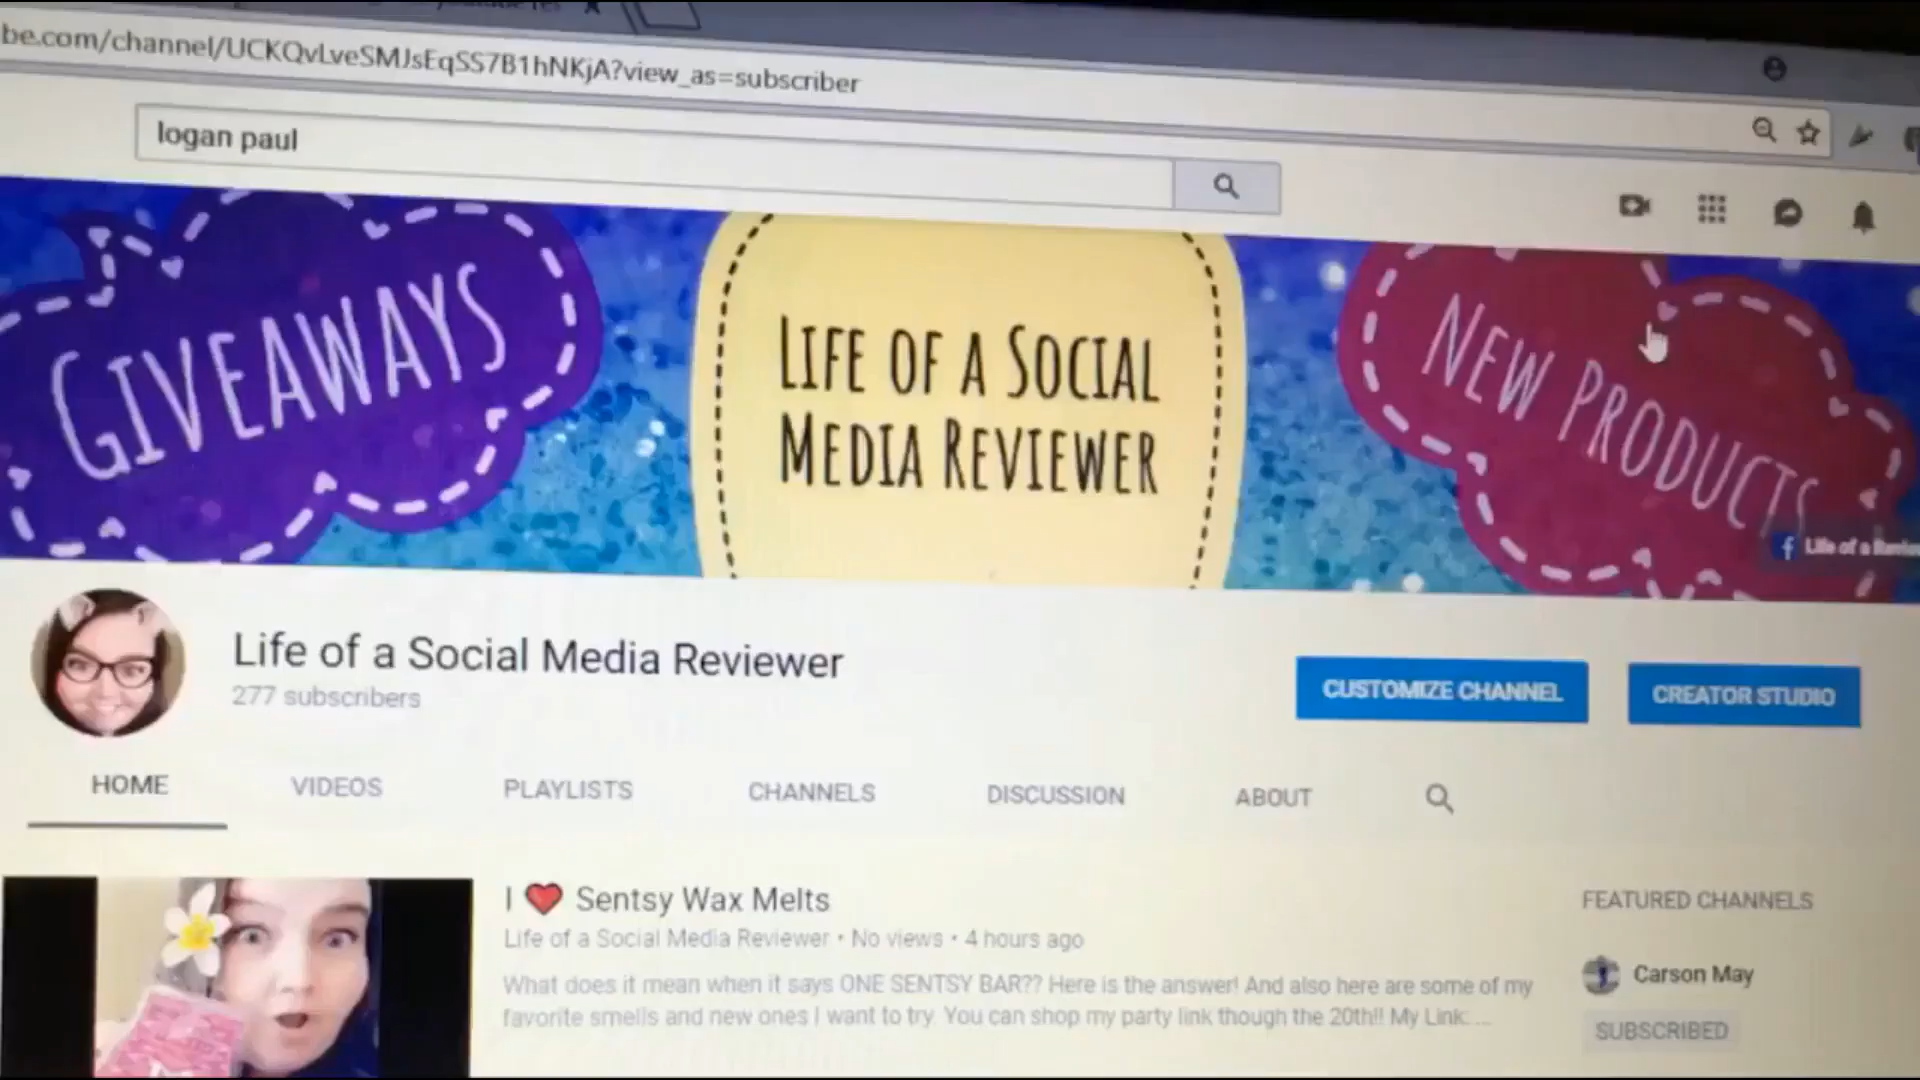 be.com/channel/UCKQvLveSMJsEqSS7B1hNKjA?view_as=subscriber
logan paul
GIVEAWAYS
LIFE OF A SOCIAL
MEDIA REVIEWER
NEW PRODUCTS
Life of a
Life of a Social Media Reviewer
277 subscribers
CUSTOMIZE CHANNEL
CREATOR STUDIO
HOME VIDEOS PLAYLISTS CHANNELS DISCUSSION ABOUT
I ❤ Sentsy Wax Melts
Life of a Social Media Reviewer • No views • 4 hours ago
What does it mean when it says ONE SENTSY BAR?? Here is the answer! And also here are some of my
favorite smells and new ones I want to try. You can shop my party link though the 20th!! My Link: ...
FEATURED CHANNELS
Carson May
SUBSCRIBED